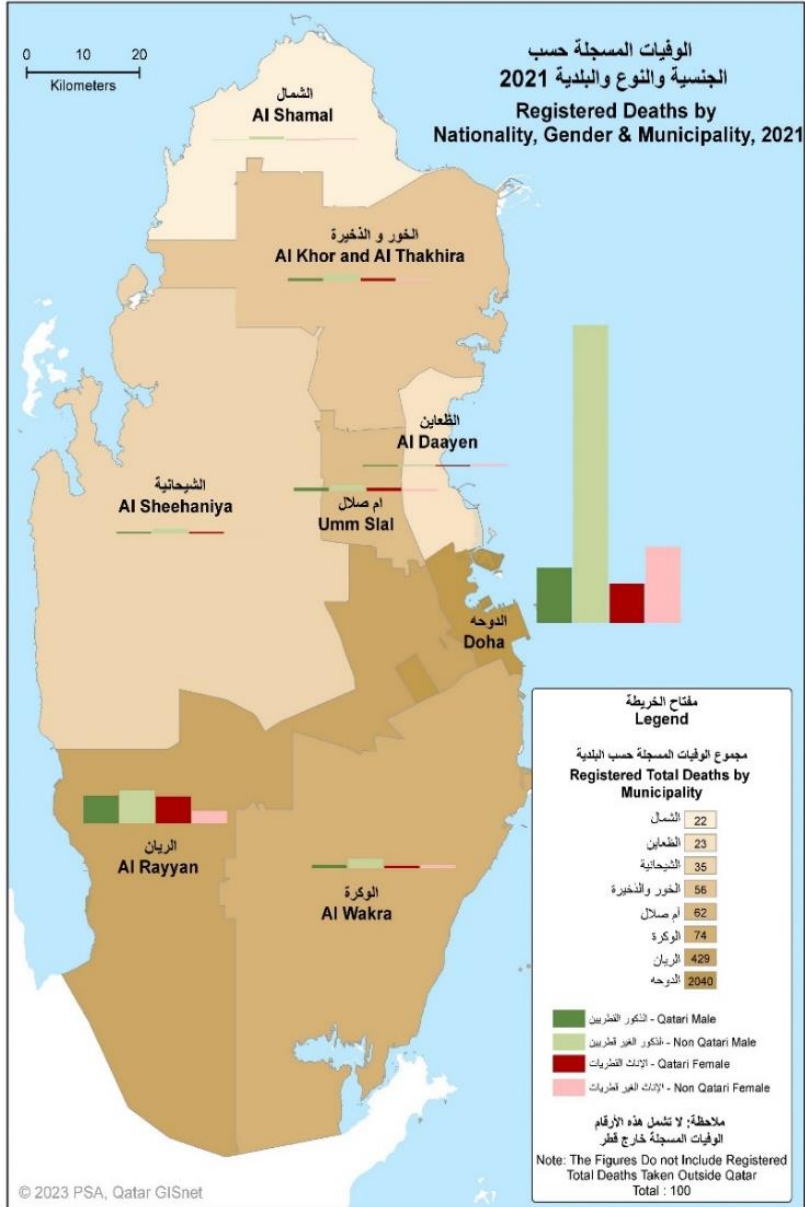 الوفيات المسجلة حسب
الجنسية والنوع والبلدية 2021
Registered Deaths by
Nationality, Gender & Municipality, 2021
0 10 20
Kilometers
الشمال
Al Shamal
الخور و الذخيرة
Al Khor and Al Thakhira
الظعاين
Al Daayen
الشيحانية
Al Sheehaniya
ام صلال
Umm Slal
الدوحه
Doha
الريان
Al Rayyan
الوكرة
Al Wakra
مفتاح الخريطة
Legend
مجموع الوفيات المسجلة حسب البلدية
Registered Total Deaths by
Municipality
الشمال 22
الظعاين 23
الشيحانية 35
الخور والذخيرة 56
أم صلال 62
الوكرة 74
الريان 429
الدوحه 2040
الذكور القطريين - Qatari Male
الذكور الغير قطريين - Non Qatari Male
الإناث القطريات - Qatari Female
الإناث الغير قطريات - Non Qatari Female
ملاحظة: لا تشمل هذه الأرقام
الوفيات المسجلة خارج قطر
Note: The Figures Do not Include Registered
Total Deaths Taken Outside Qatar
Total : 100
© 2023 PSA, Qatar GISnet